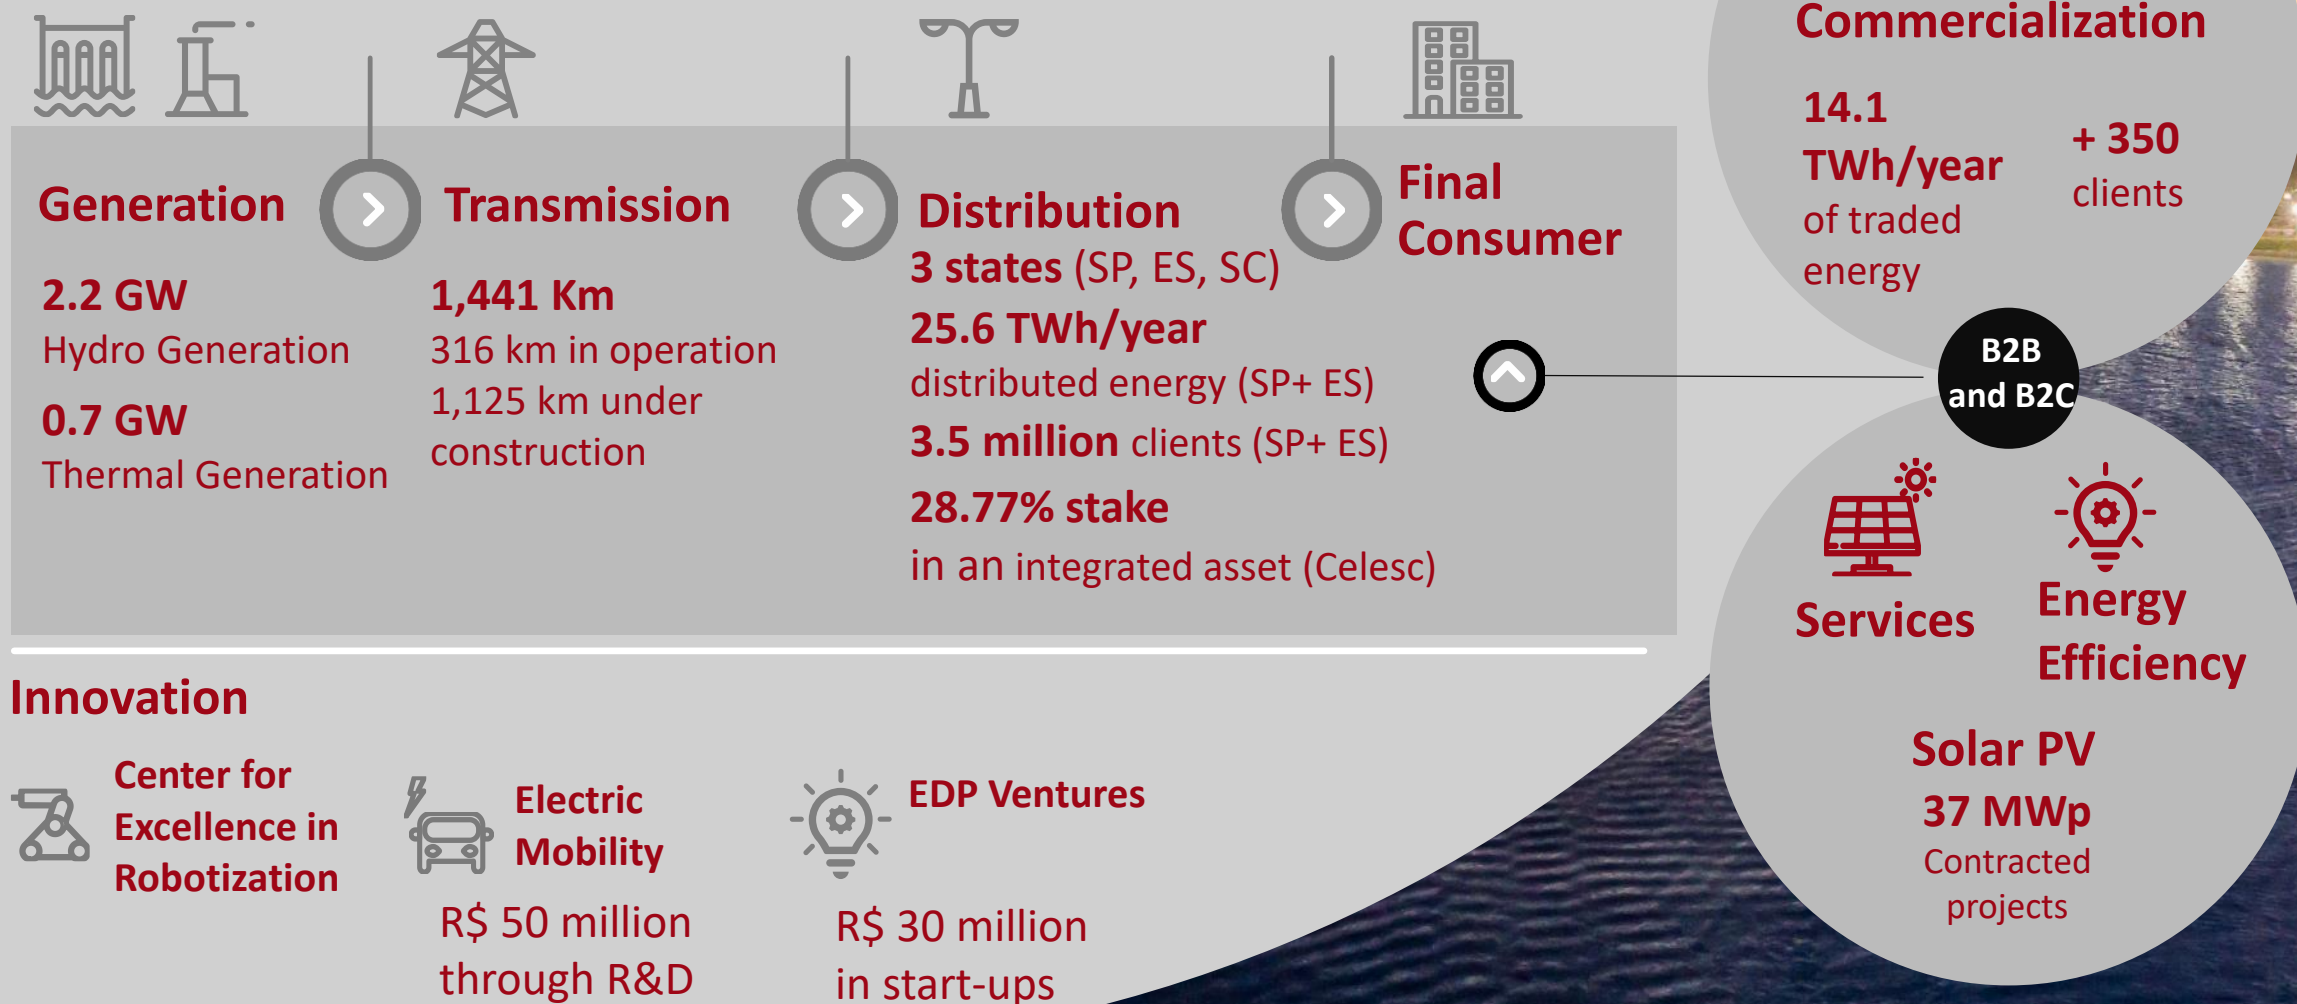 Generation
2.2 GW
Hydro Generation
0.7 GW
Thermal Generation
Transmission
1,441 Km
316 km in operation
1,125 km under
construction
Distribution
3 states (SP, ES, SC)
25.6 TWh/year
distributed energy (SP+ ES)
3.5 million clients (SP+ ES)
28.77% stake
in an integrated asset (Celesc)
Final
Consumer
Commercialization
14.1
TWh/year
of traded
energy
+ 350
clients
B2B
and B2C
Services
Energy
Efficiency
Solar PV
37 MWp
Contracted
projects
Innovation
Center for
Excellence in
Robotization
Electric
Mobility
R$ 50 million
through R&D
EDP Ventures
R$ 30 million
in start-ups